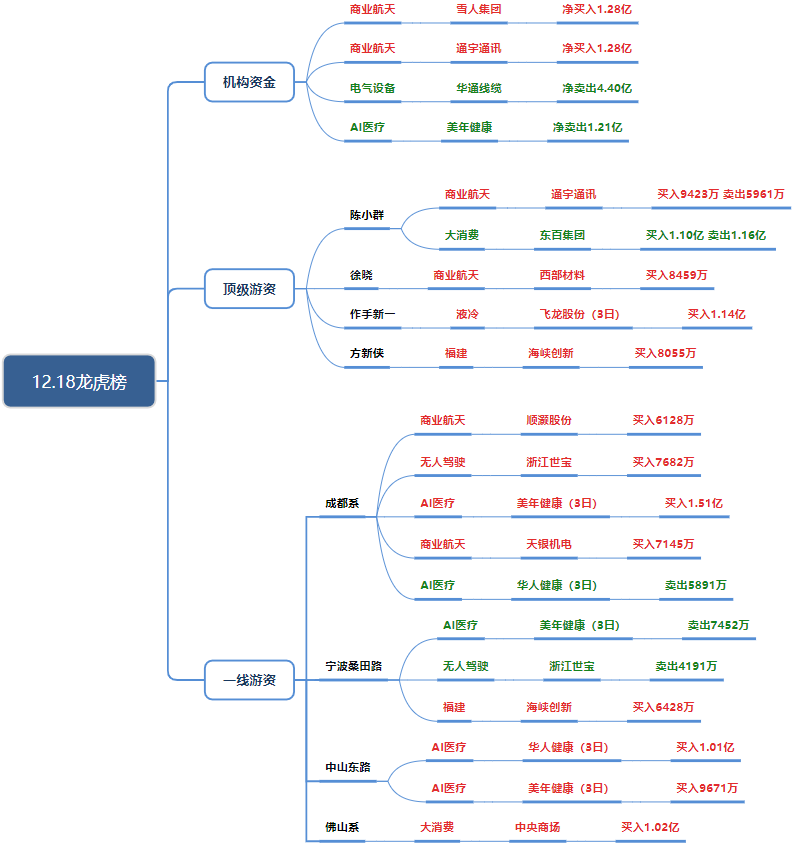 12.18龙虎榜
机构资金
商业航天 雪人集团 净买入1.28亿
商业航天 通宇通讯 净买入1.28亿
电气设备 华通线缆 净卖出4.40亿
AI医疗 美年健康 净卖出1.21亿
顶级游资
陈小群
商业航天 通宇通讯 买入9423万 卖出5961万
大消费 东百集团 买入1.10亿 卖出1.16亿
徐晓 商业航天 西部材料 买入8459万
作手新一 液冷 飞龙股份（3日） 买入1.14亿
方新侠 福建 海峡创新 买入8055万
一线游资
成都系
商业航天 顺灏股份 买入6128万
无人驾驶 浙江世宝 买入7682万
AI医疗 美年健康（3日） 买入1.51亿
商业航天 天银机电 买入7145万
AI医疗 华人健康（3日） 卖出5891万
宁波桑田路
AI医疗 美年健康（3日） 卖出7452万
无人驾驶 浙江世宝 卖出4191万
福建 海峡创新 买入6428万
中山东路
AI医疗 华人健康（3日） 买入1.01亿
AI医疗 美年健康（3日） 买入9671万
佛山系 大消费 中央商场 买入1.02亿